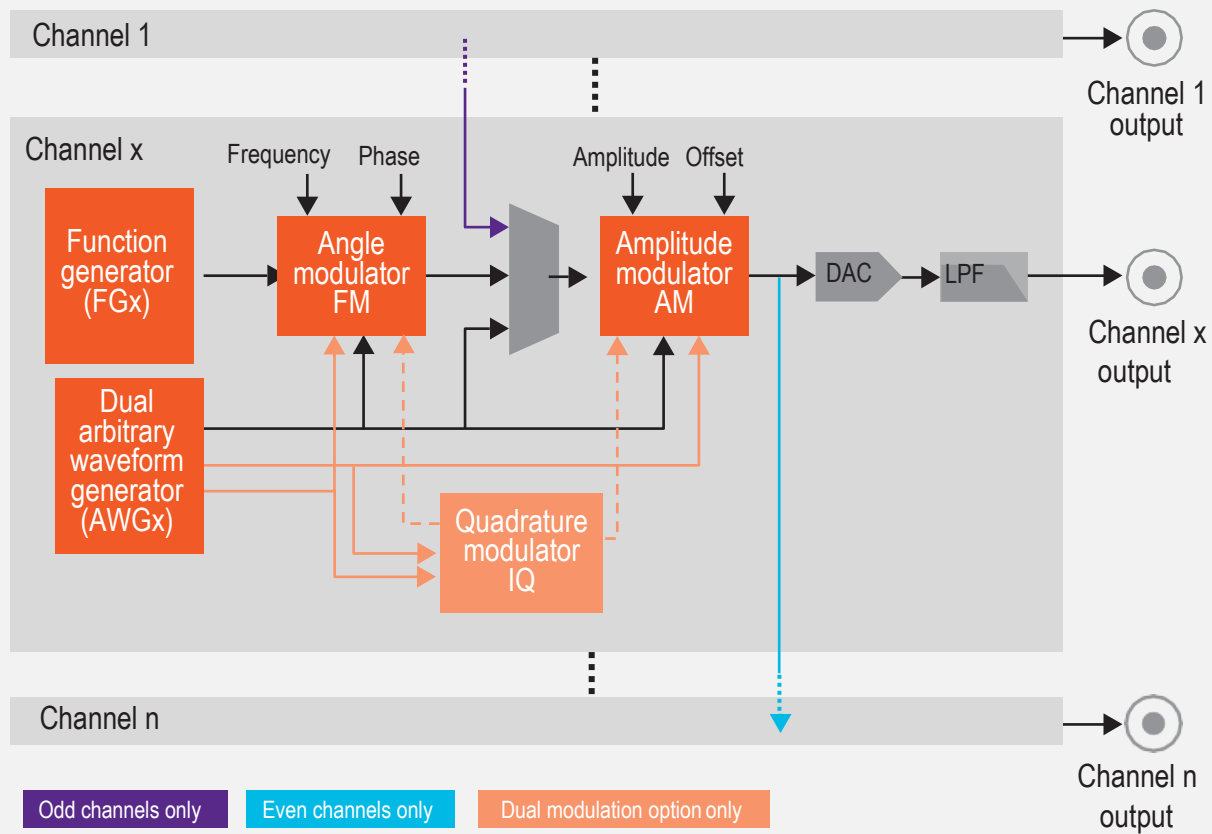 Channel 1
Channel 1
output
Channel x
Frequency
Phase
Amplitude
Offset
Function
generator
(FGx)
Angle
modulator
FM
Amplitude
modulator
AM
DAC
LPF
Channel x
output
Dual
arbitrary
waveform
generator
(AWGx)
Quadrature
modulator
IQ
Channel n
Channel n
output
Odd channels only
Even channels only
Dual modulation option only